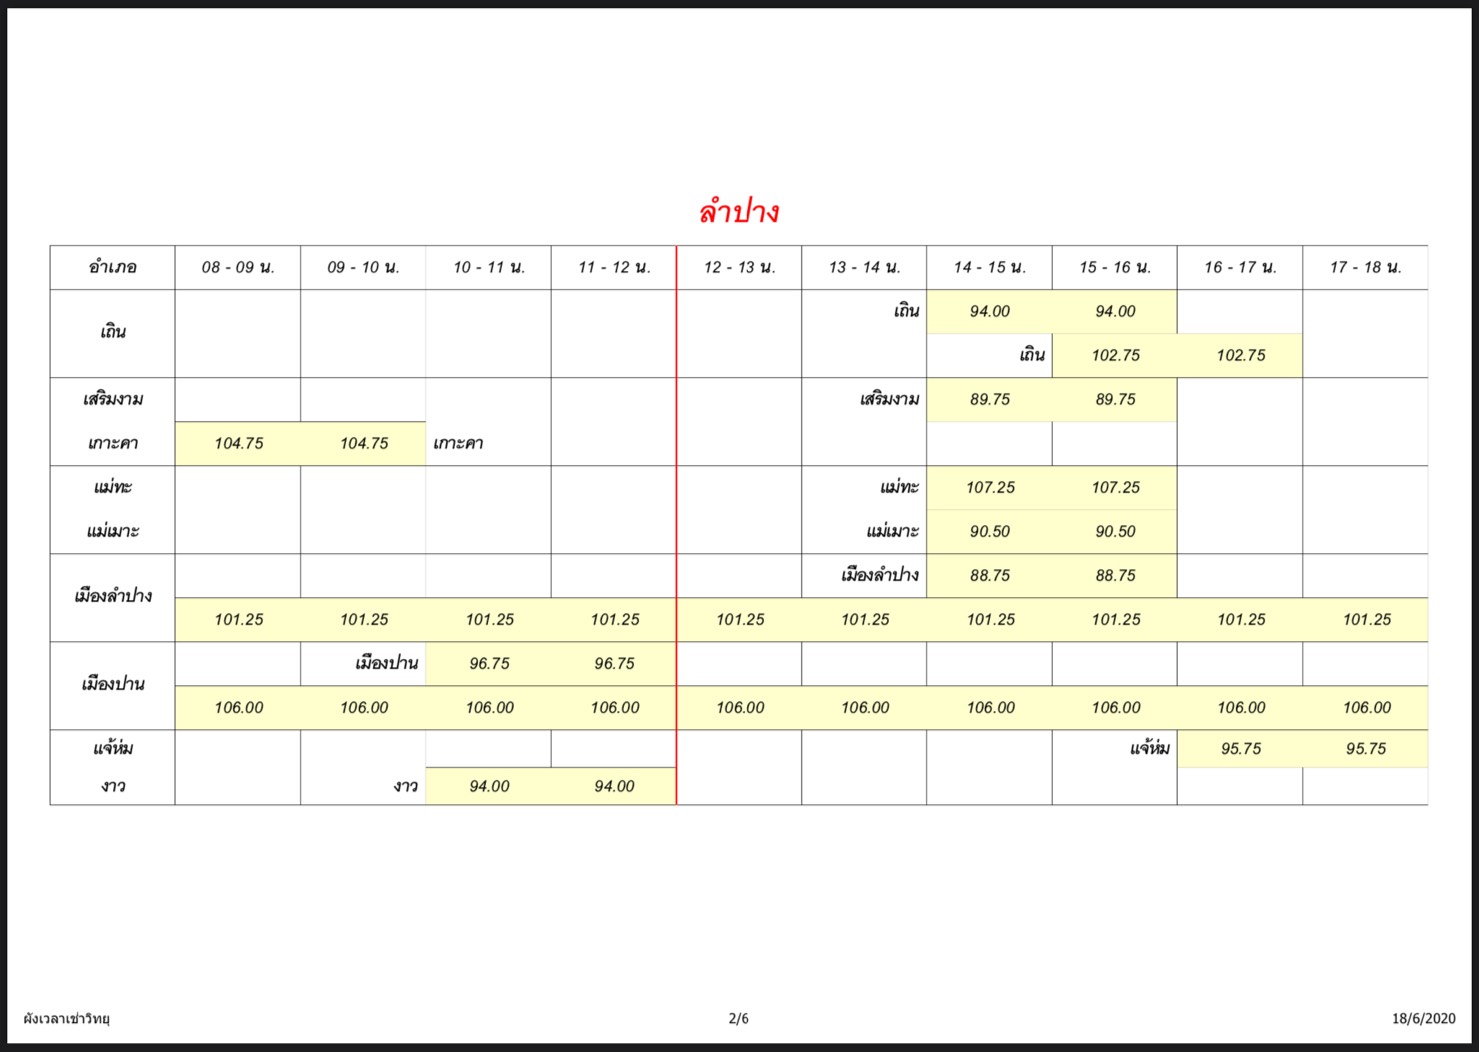 ลำปาง
อำเภอ 08 - 09 น. 09 - 10 น. 10 - 11 น. 11 - 12 น. 12 - 13 น. 13 - 14 น. 14 - 15 น. 15 - 16 น. 16 - 17 น. 17 - 18 น.
เถิน เถิน 94.00 94.00
เถิน 102.75 102.75
เสริมงาม เสริมงาม 89.75 89.75
เกาะคา 104.75 104.75 เกาะคา
แม่ทะ แม่ทะ 107.25 107.25
แม่เมาะ แม่เมาะ 90.50 90.50
เมืองลำปาง เมืองลำปาง 88.75 88.75
101.25 101.25 101.25 101.25 101.25 101.25 101.25 101.25 101.25 101.25
เมืองปาน เมืองปาน 96.75 96.75
106.00 106.00 106.00 106.00 106.00 106.00 106.00 106.00 106.00 106.00
แจ้ห่ม แจ้ห่ม 95.75 95.75
งาว งาว 94.00 94.00
ผังเวลาเช่าวิทยุ 2/6 18/6/2020